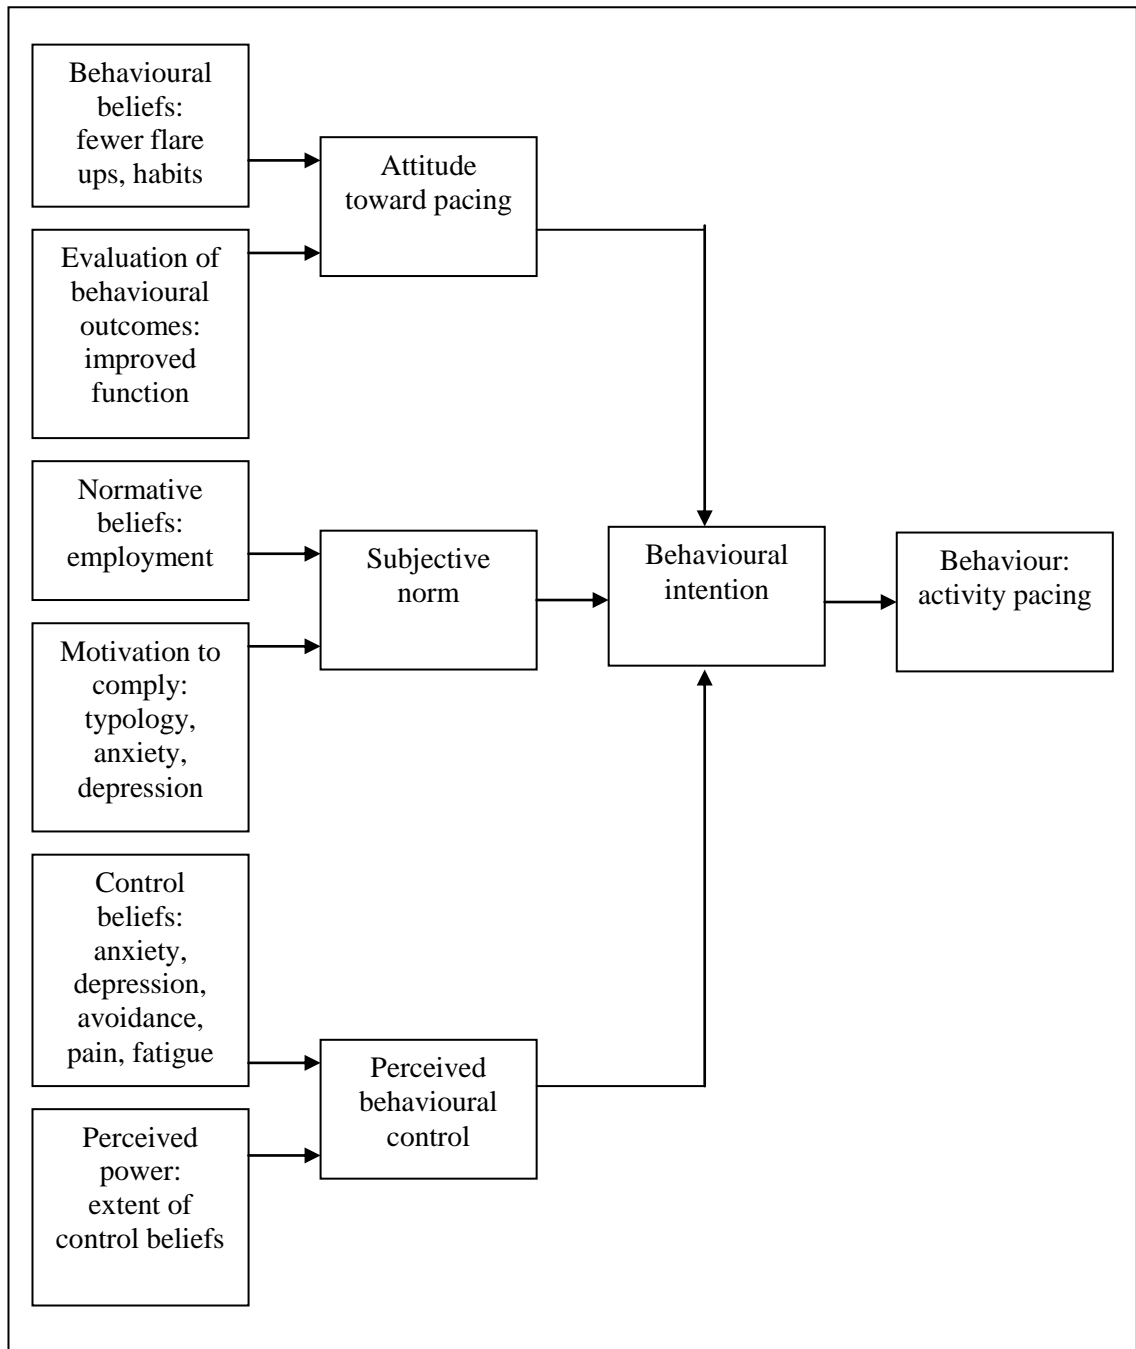 Behavioural
beliefs:
fewer flare
ups, habits
Evaluation of
behavioural
outcomes:
improved
function
Attitude
toward pacing
Normative
beliefs:
employment
Motivation to
comply:
typology,
anxiety,
depression
Subjective
norm
Control
beliefs:
anxiety,
depression,
avoidance,
pain, fatigue
Perceived
power:
extent of
control beliefs
Perceived
behavioural
control
Behavioural
intention
Behaviour:
activity pacing